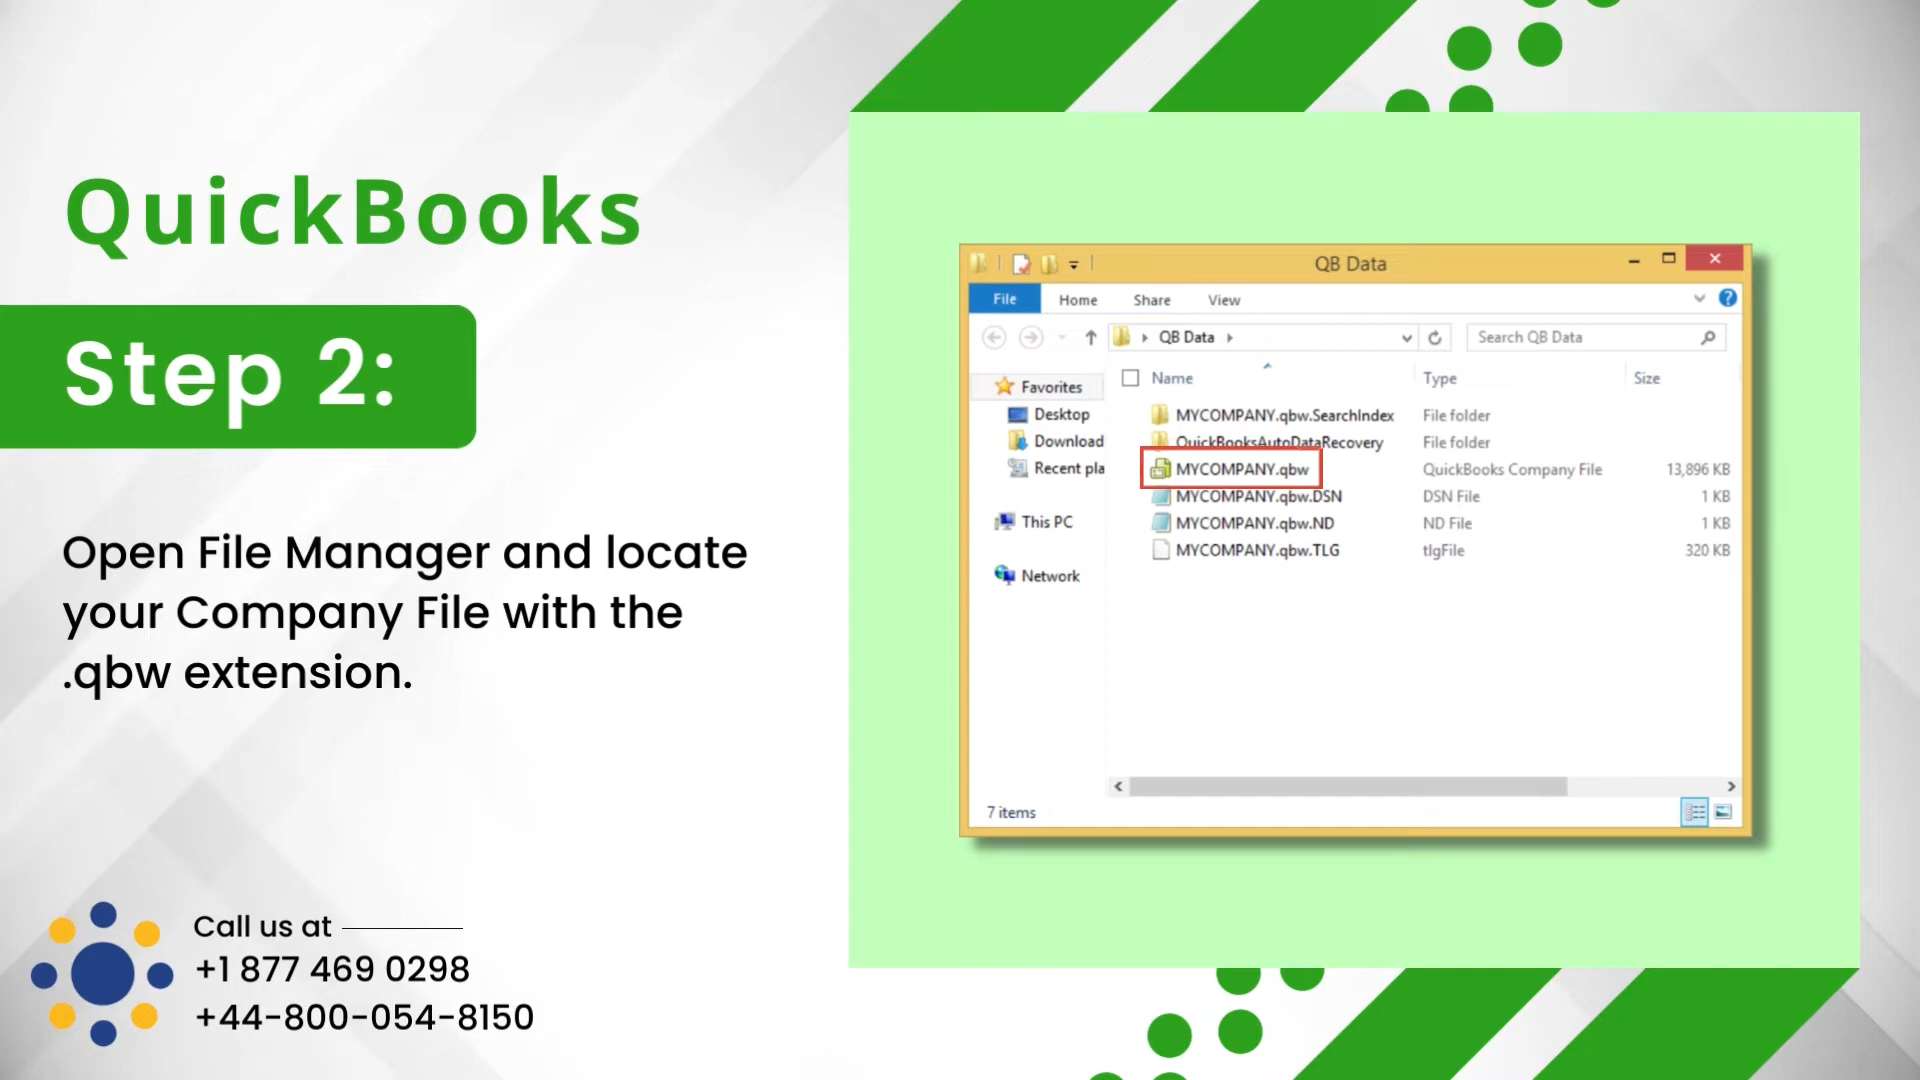 QuickBooks
Step 2:
Open File Manager and locate
your Company File with the
.qbw extension.
Call us at
+1 877 469 0298
+44-800-054-8150
QB Data
File Home Share View
QB Data
Search QB Data
Favorites
Desktop
Download
Recent pla
This PC
Network
Name Type Size
MYCOMPANY.qbw.SearchIndex File folder
QuickBooksAutoDataRecovery File folder
MYCOMPANY.qbw QuickBooks Company File 13,896 KB
MYCOMPANY.qbw.DSN DSN File 1 KB
MYCOMPANY.qbw.ND ND File 1 KB
MYCOMPANY.qbw.TLG tlgFile 320 KB
7 items